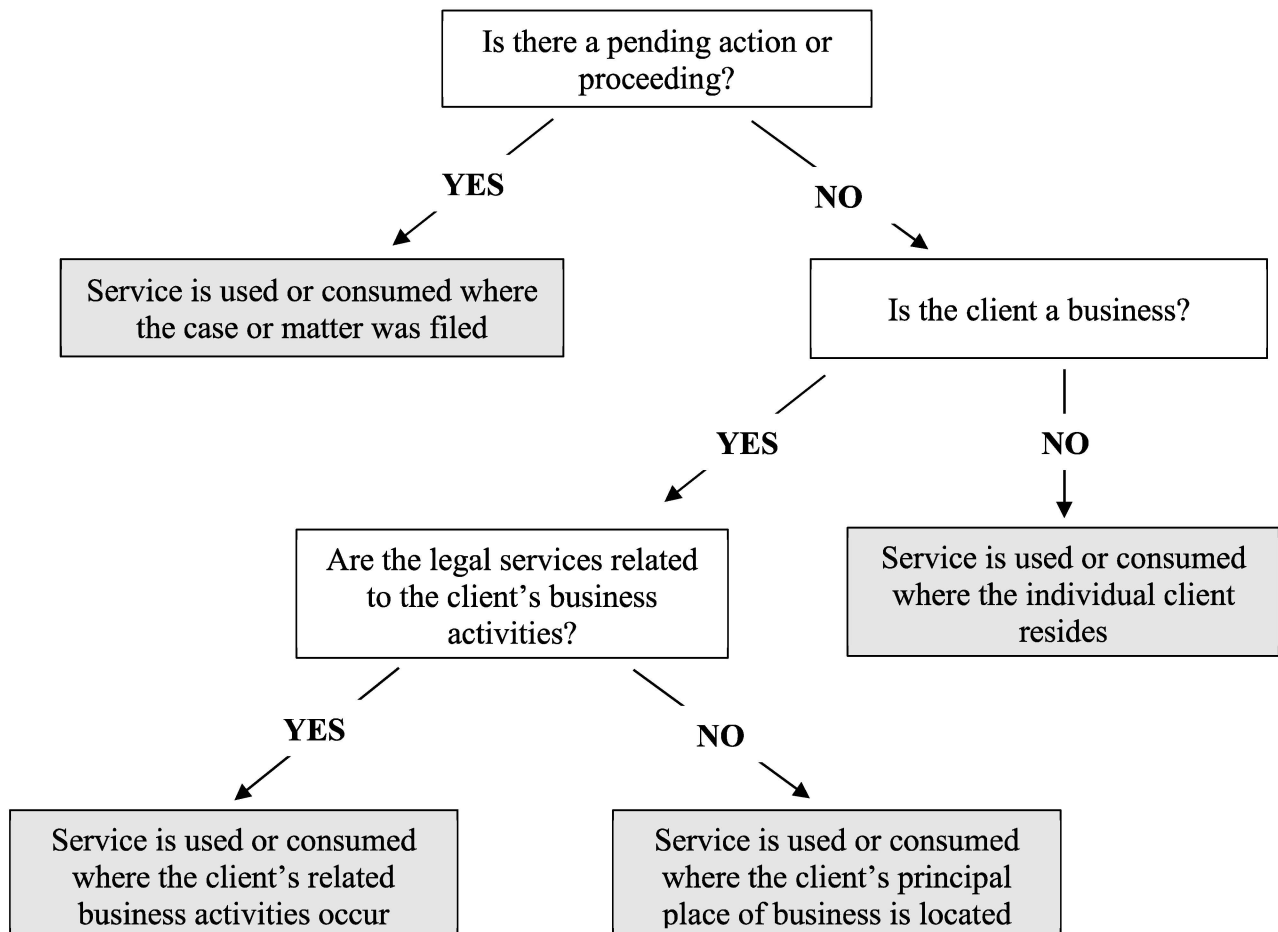 Is there a pending action or
proceeding?
YES
NO
Service is used or consumed where
the case or matter was filed
Is the client a business?
YES
NO
Are the legal services related
to the client’s business
activities?
Service is used or consumed
where the individual client
resides
YES
NO
Service is used or consumed
where the client’s related
business activities occur
Service is used or consumed
where the client’s principal
place of business is located